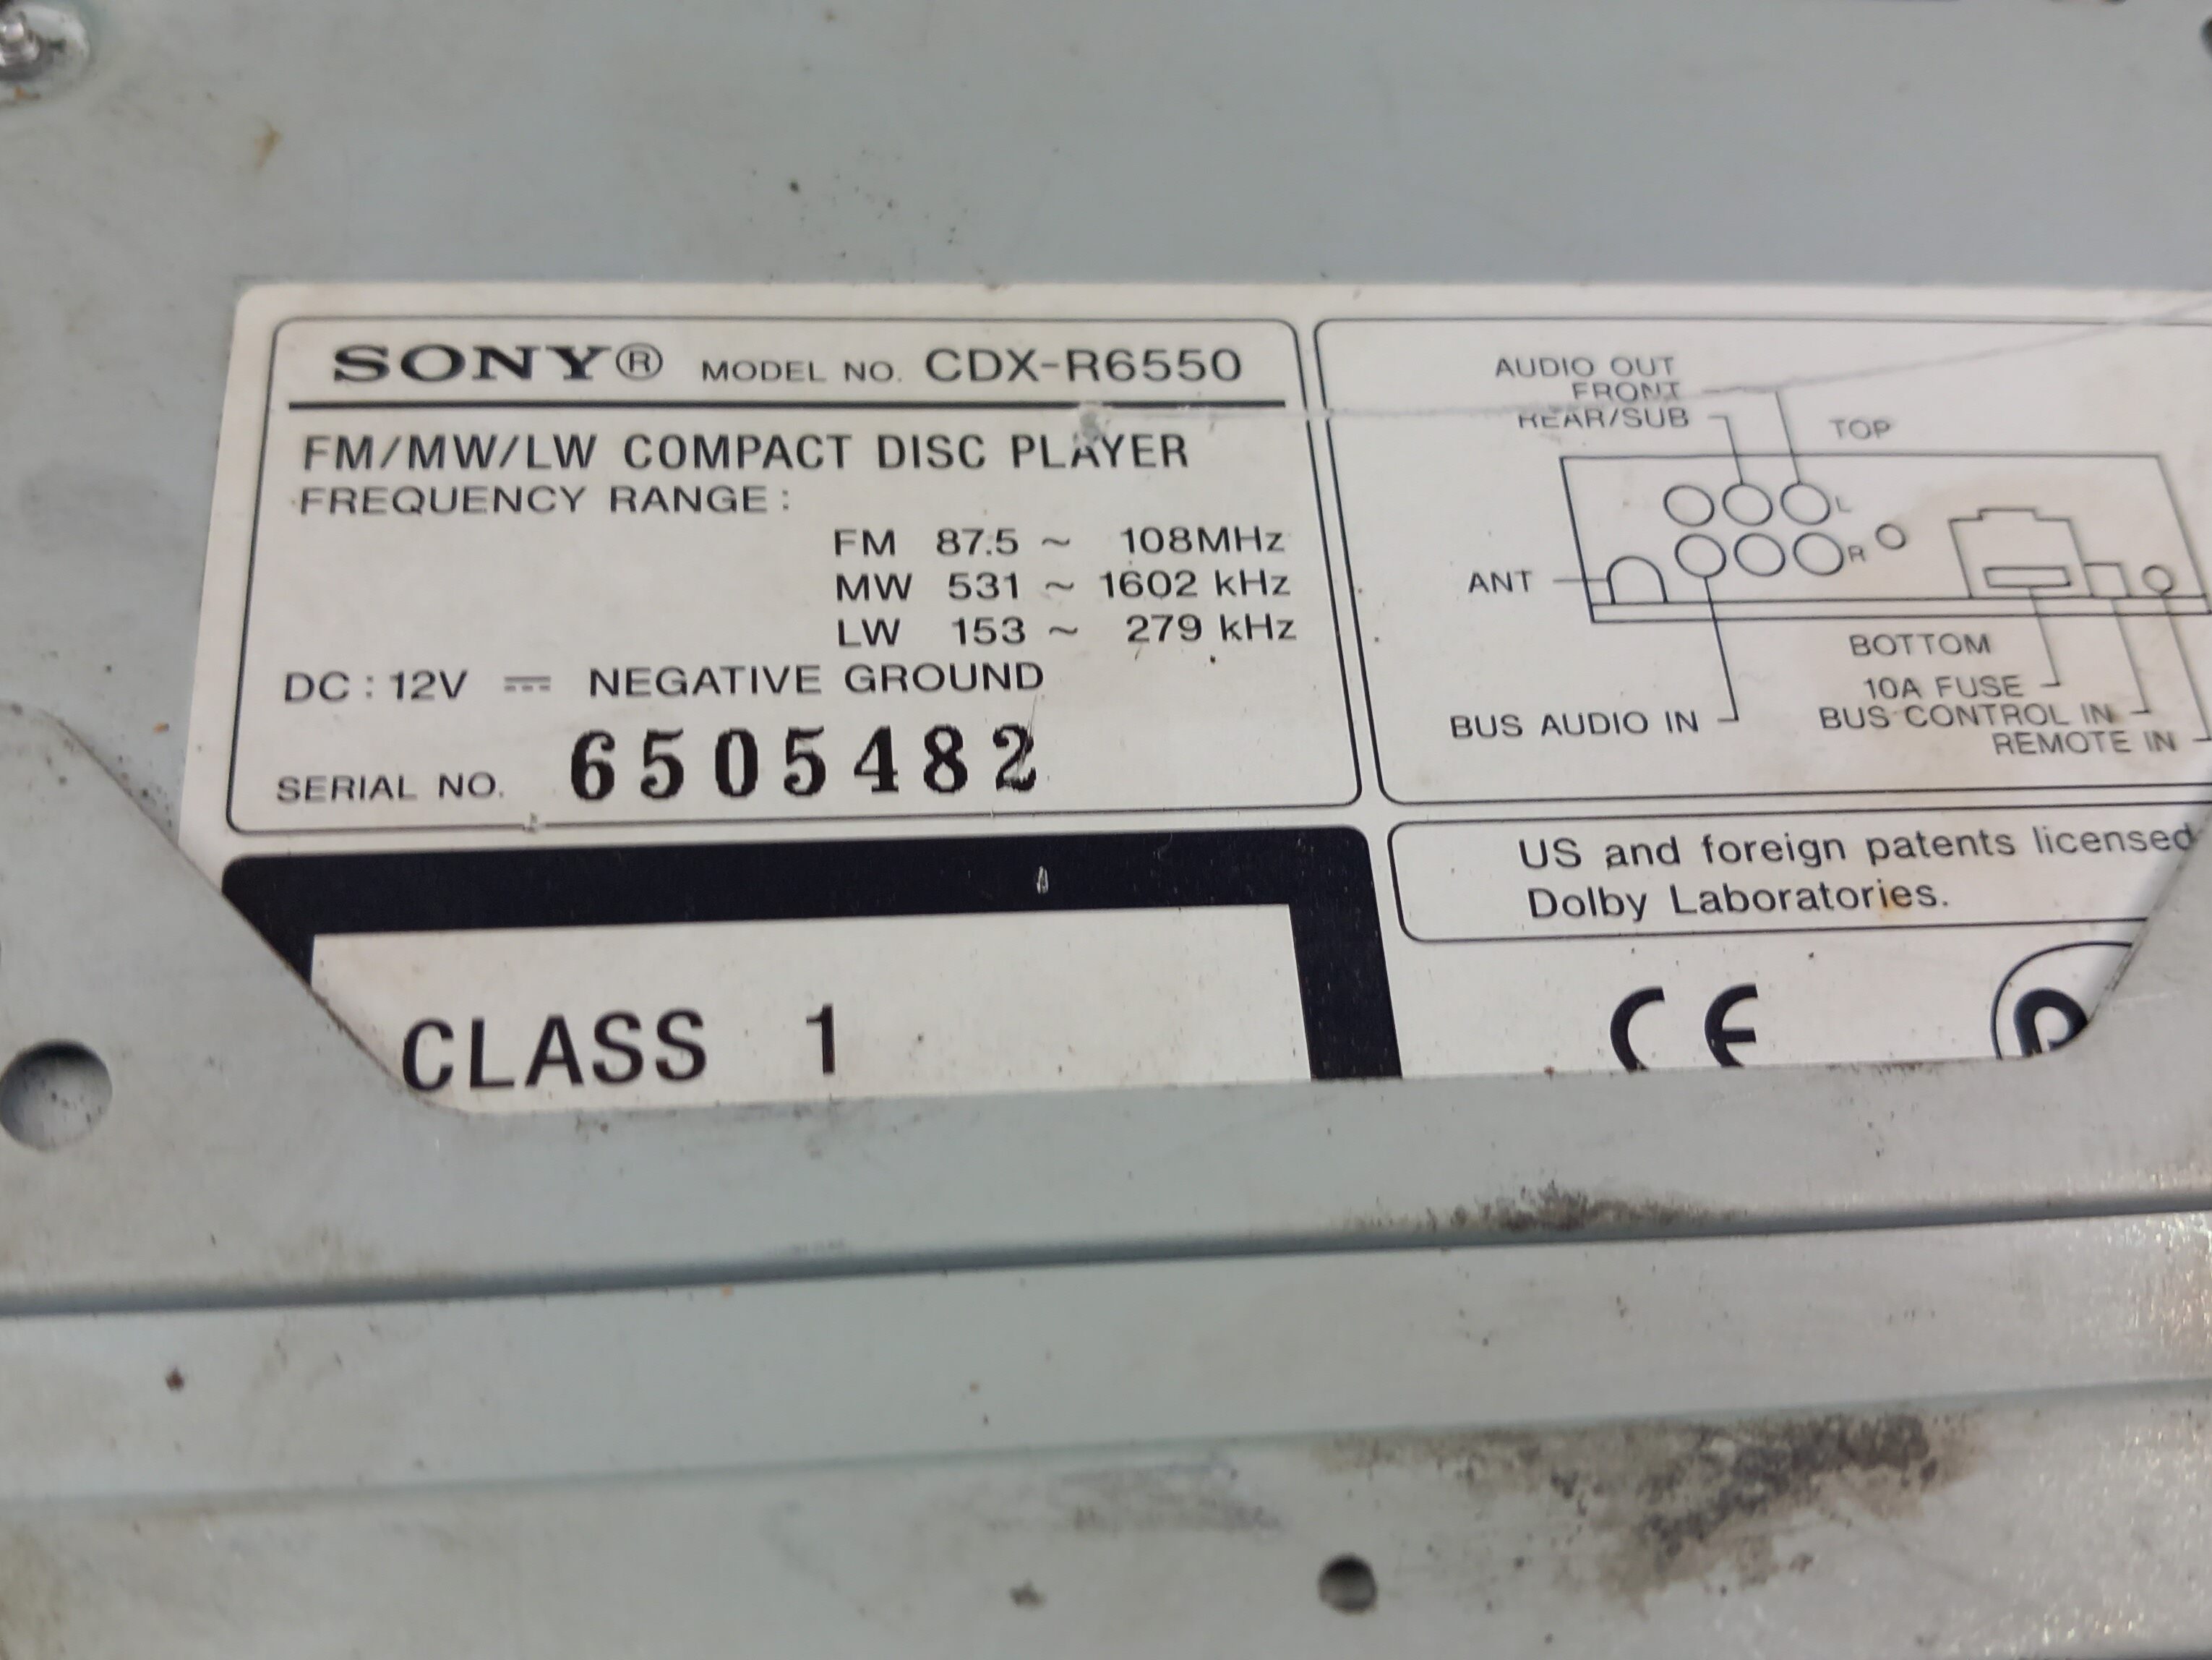 SONY® MODEL NO. CDX-R6550
FM/MW/LW COMPACT DISC PLAYER
FREQUENCY RANGE:
FM 87.5 ~ 108MHz
MW 531 ~ 1602 kHz
LW 153 ~ 279 kHz
DC : 12V ⎓ NEGATIVE GROUND
SERIAL NO. 6505482
AUDIO OUT
FRONT
REAR/SUB
TOP
L
R
ANT
BOTTOM
10A FUSE
BUS AUDIO IN
BUS CONTROL IN
REMOTE IN
US and foreign patents licensed
Dolby Laboratories.
CLASS 1
CE